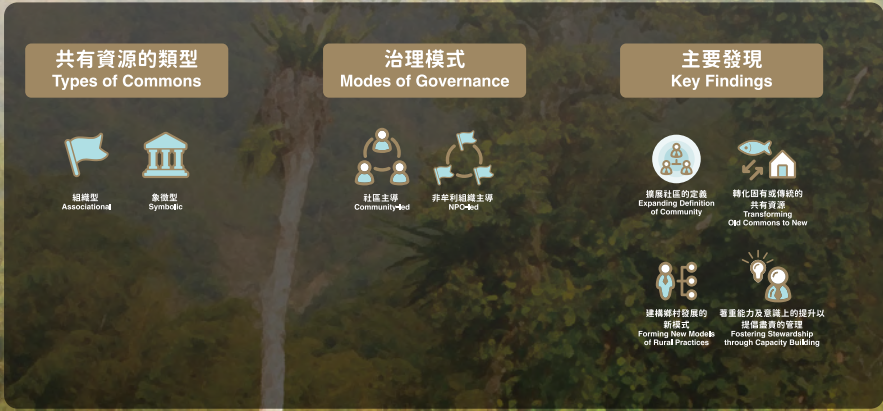 共有資源的類型
Types of Commons
組織型
Associational
象徵型
Symbolic
治理模式
Modes of Governance
社區主導
Community-led
非牟利組織主導
NPO-led
主要發現
Key Findings
擴展社區的定義
Expanding Definition
of Community
轉化固有或傳統的
共有資源
Transforming
Old Commons to New
建構鄉村發展的
新模式
Forming New Models
of Rural Practices
著重能力及意識上的提升以
提倡盡責的管理
Fostering Stewardship
through Capacity Building